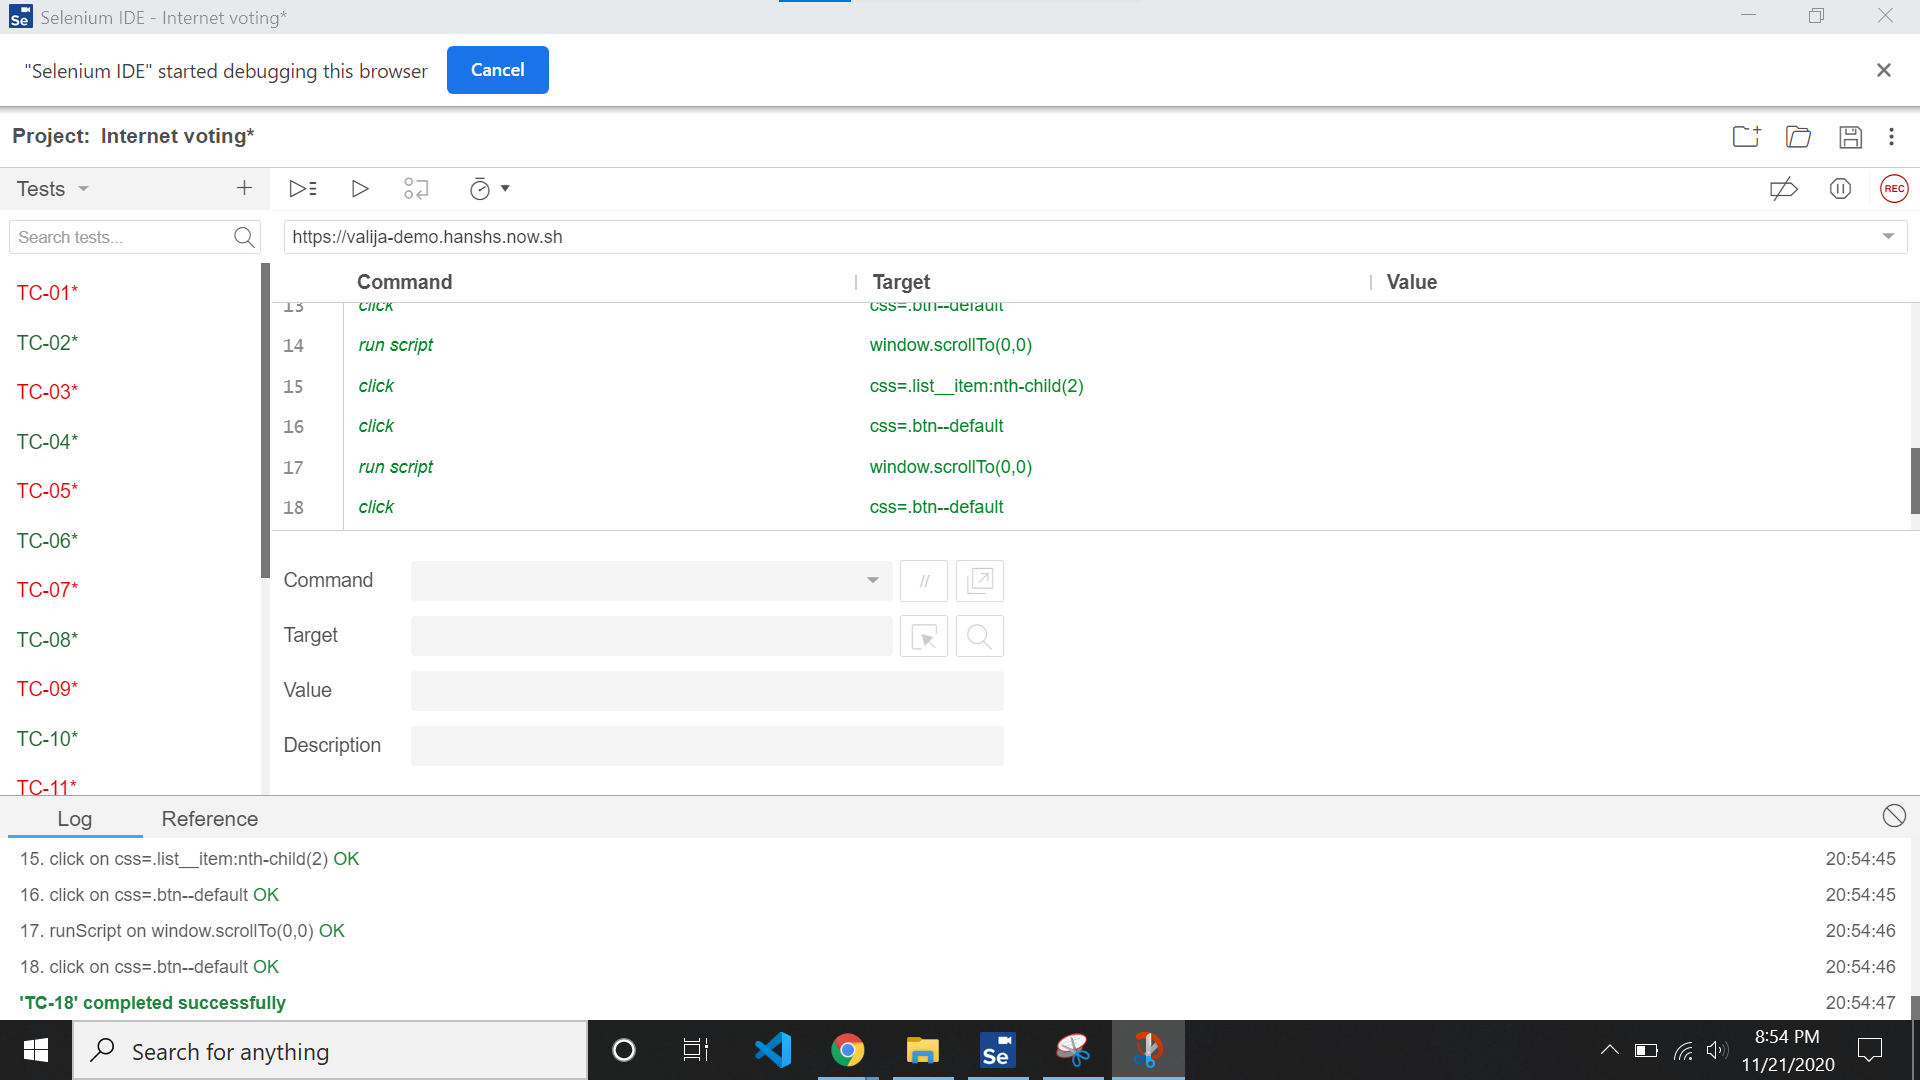 Se Selenium IDE - Internet voting*
"Selenium IDE" started debugging this browser Cancel
Project: Internet voting*
Tests
REC
Search tests...
https://valija-demo.hanshs.now.sh
Command Target Value
TC-01*
TC-02*
TC-03*
TC-04*
TC-05*
TC-06*
TC-07*
TC-08*
TC-09*
TC-10*
TC-11*
13 click css=.btn--default
14 run script window.scrollTo(0,0)
15 click css=.list__item:nth-child(2)
16 click css=.btn--default
17 run script window.scrollTo(0,0)
18 click css=.btn--default
Command //
Target
Value
Description
Log Reference
15. click on css=.list__item:nth-child(2) OK 20:54:45
16. click on css=.btn--default OK 20:54:45
17. runScript on window.scrollTo(0,0) OK 20:54:46
18. click on css=.btn--default OK 20:54:46
'TC-18' completed successfully 20:54:47
Search for anything
Se
8:54 PM
11/21/2020